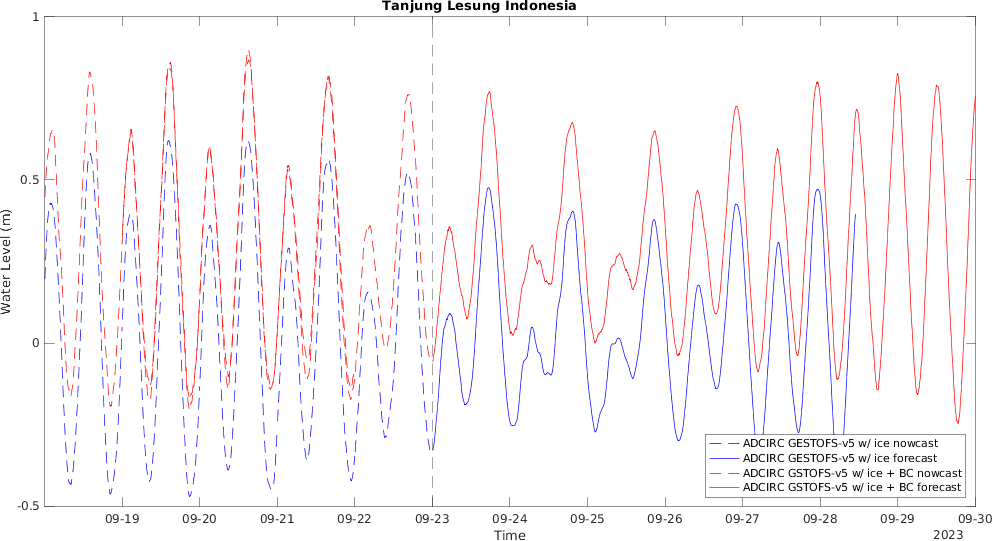 Tanjung Lesung Indonesia
Water Level (m)
1
0.5
0
-0.5
09-19 09-20 09-21 09-22 09-23 09-24 09-25 09-26 09-27 09-28 09-29 09-30
Time
2023
ADCIRC GESTOFS-v5 w/ ice nowcast
ADCIRC GESTOFS-v5 w/ ice forecast
ADCIRC GSTOFS-v5 w/ ice + BC nowcast
ADCIRC GSTOFS-v5 w/ ice + BC forecast